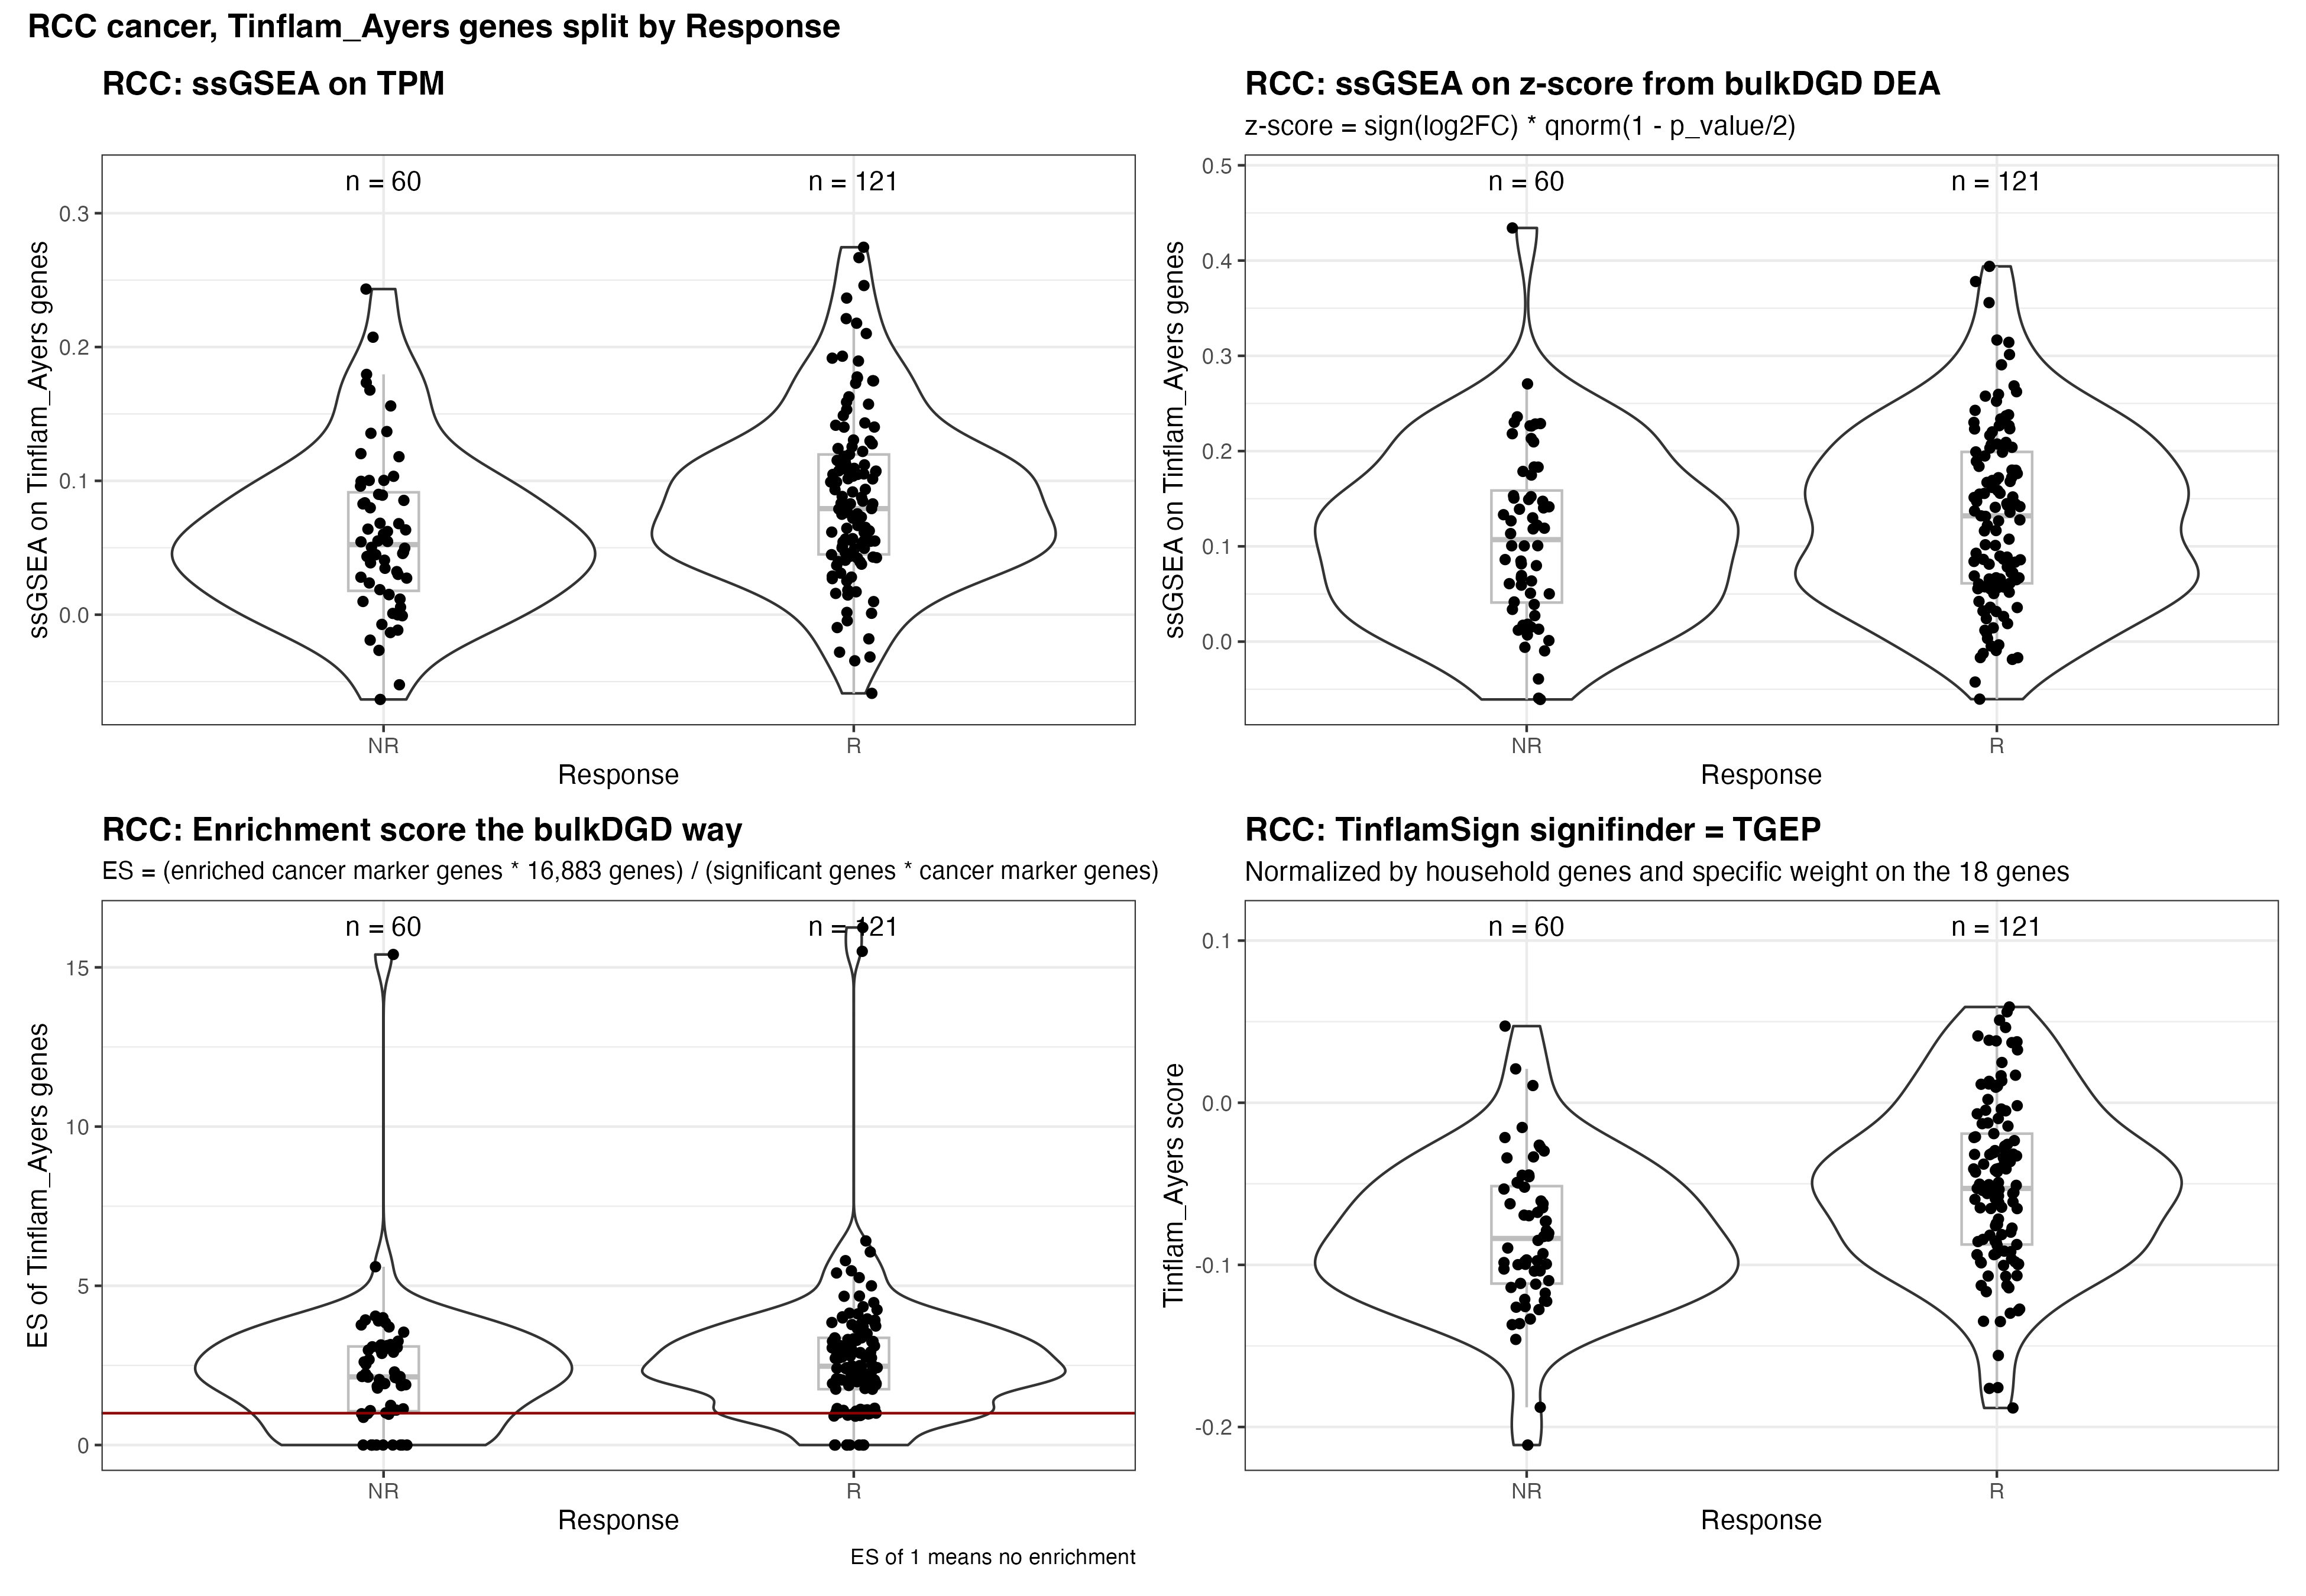 RCC cancer, Tinflam_Ayers genes split by Response
RCC: ssGSEA on TPM
n = 60
n = 121
ssGSEA on Tinflam_Ayers genes
0.3
0.2
0.1
0.0
NR
R
Response
RCC: ssGSEA on z-score from bulkDGD DEA
z-score = sign(log2FC) * qnorm(1 - p_value/2)
n = 60
n = 121
ssGSEA on Tinflam_Ayers genes
0.5
0.4
0.3
0.2
0.1
0.0
NR
R
Response
RCC: Enrichment score the bulkDGD way
ES = (enriched cancer marker genes * 16,883 genes) / (significant genes * cancer marker genes)
n = 60
n = 121
ES of Tinflam_Ayers genes
15
10
5
0
NR
R
Response
ES of 1 means no enrichment
RCC: TinflamSign signifinder = TGEP
Normalized by household genes and specific weight on the 18 genes
n = 60
n = 121
Tinflam_Ayers score
0.1
0.0
-0.1
-0.2
NR
R
Response